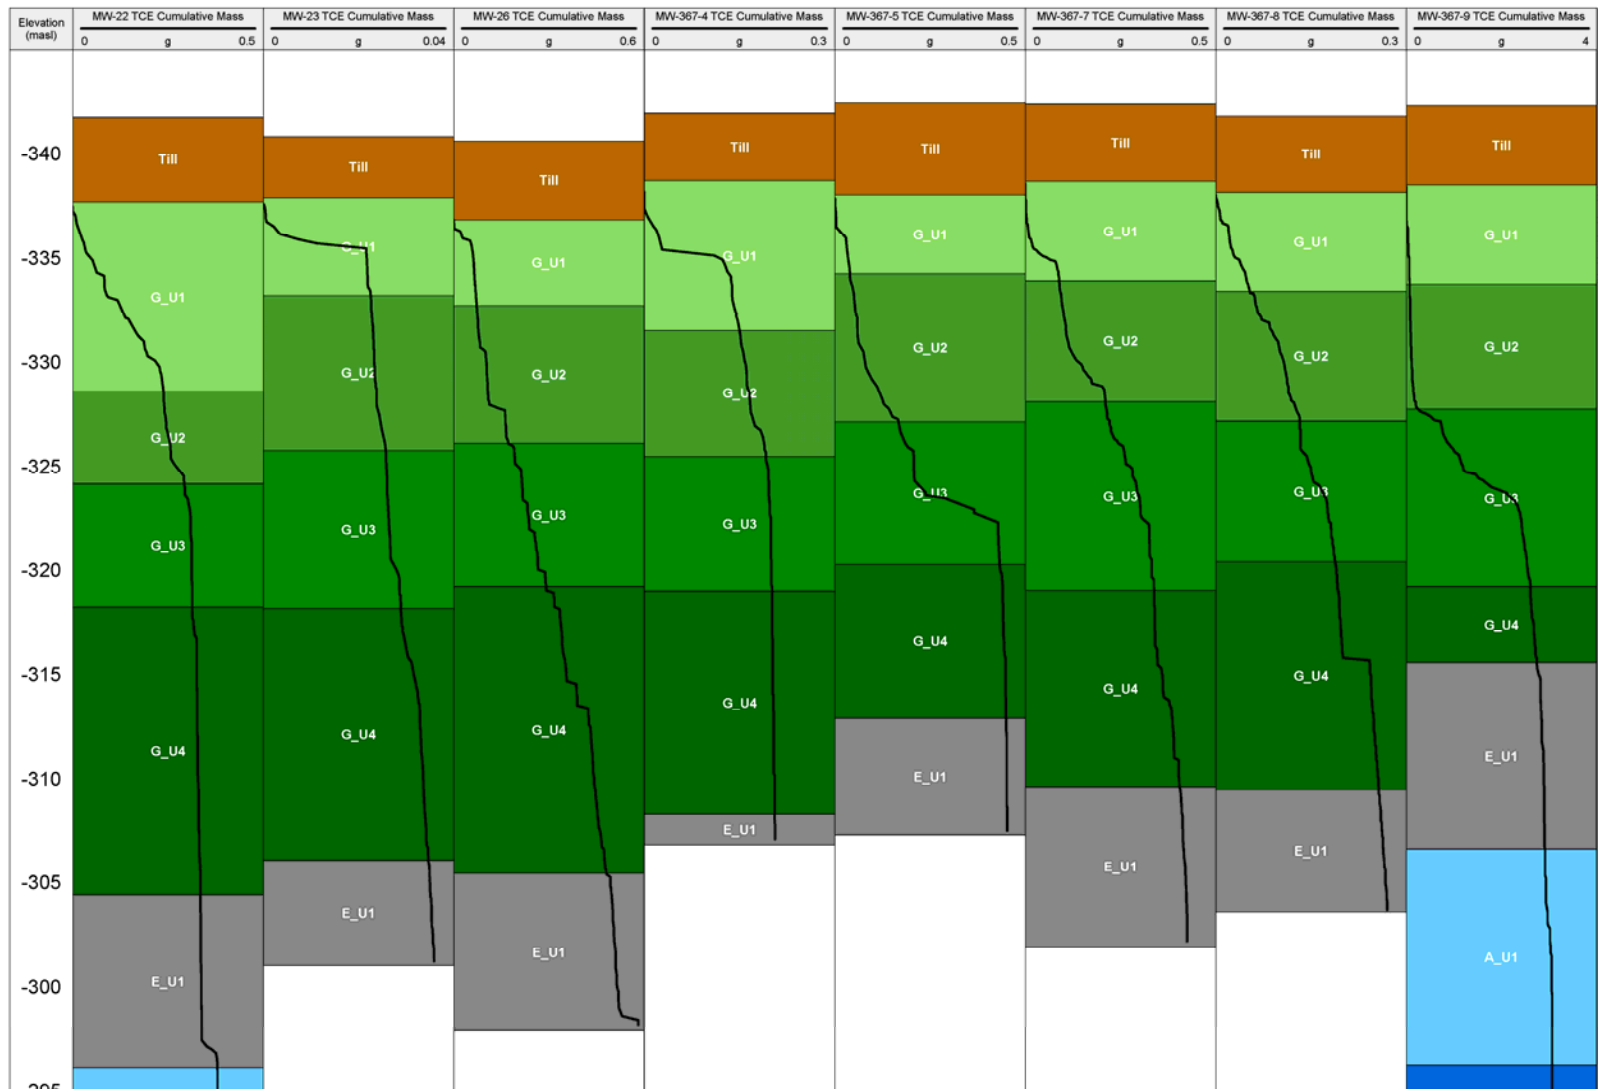 Elevation (masl)
MW-22 TCE Cumulative Mass
0 g 0.5
MW-23 TCE Cumulative Mass
0 g 0.04
MW-26 TCE Cumulative Mass
0 g 0.6
MW-367-4 TCE Cumulative Mass
0 g 0.3
MW-367-5 TCE Cumulative Mass
0 g 0.5
MW-367-7 TCE Cumulative Mass
0 g 0.5
MW-367-8 TCE Cumulative Mass
0 g 0.3
MW-367-9 TCE Cumulative Mass
0 g 4
-340
-335
-330
-325
-320
-315
-310
-305
-300
Till
G_U1
G_U2
G_U3
G_U4
E_U1
Till
G_U1
G_U2
G_U3
G_U4
E_U1
Till
G_U1
G_U2
G_U3
G_U4
E_U1
Till
G_U1
G_U2
G_U3
G_U4
E_U1
Till
G_U1
G_U2
G_U3
G_U4
E_U1
Till
G_U1
G_U2
G_U3
G_U4
E_U1
Till
G_U1
G_U2
G_U3
G_U4
E_U1
Till
G_U1
G_U2
G_U3
G_U4
E_U1
A_U1